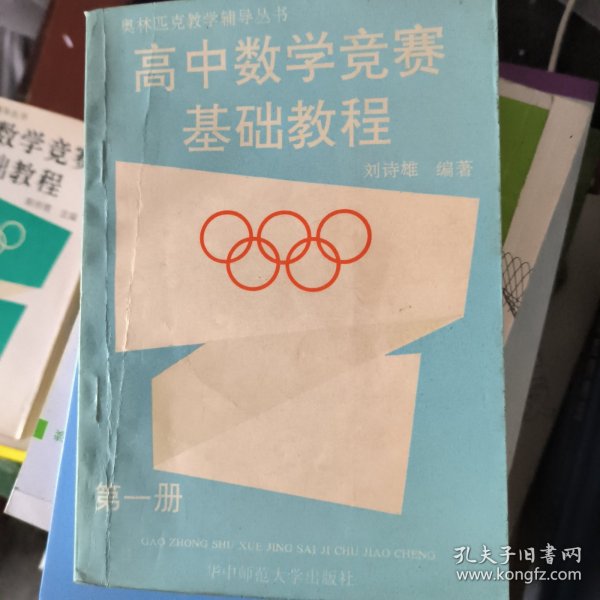 奥林匹克教学辅导丛书
高中数学竞赛
基础教程
刘诗雄 编著
第一册
GAO ZHONG SHU XUE JING SAI JI CHU JIAO CHENG
华中师范大学出版社
数学竞赛
础教程
主编
孔夫子旧书网
www.kongfz.com